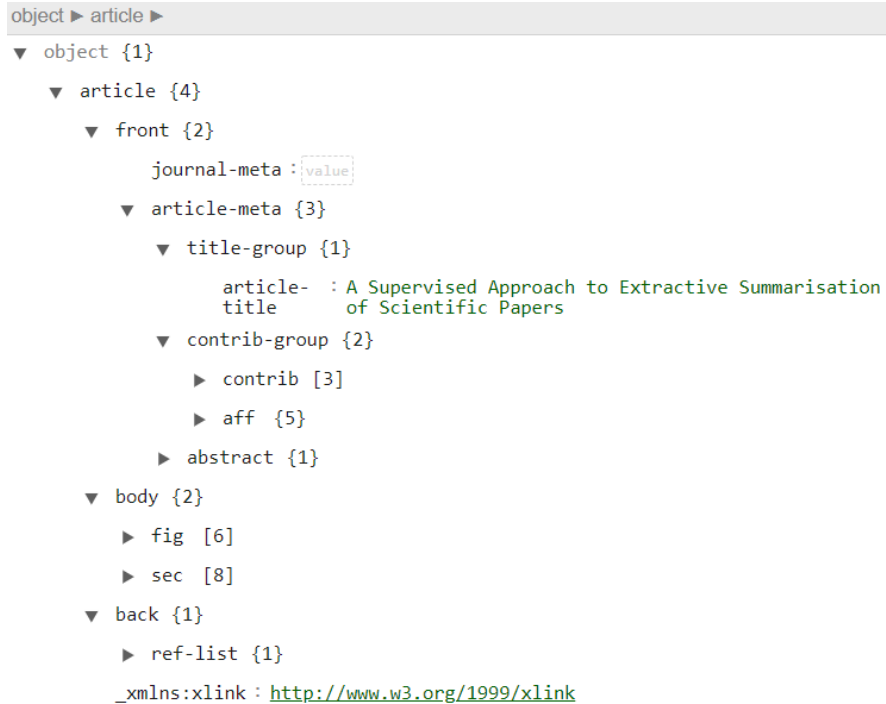 object ► article ►
▼ object {1}
▼ article {4}
▼ front {2}
journal-meta : value
▼ article-meta {3}
▼ title-group {1}
article- : A Supervised Approach to Extractive Summarisation
title of Scientific Papers
▼ contrib-group {2}
► contrib [3]
► aff {5}
► abstract {1}
▼ body {2}
► fig [6]
► sec [8]
▼ back {1}
► ref-list {1}
_xmlns:xlink : http://www.w3.org/1999/xlink